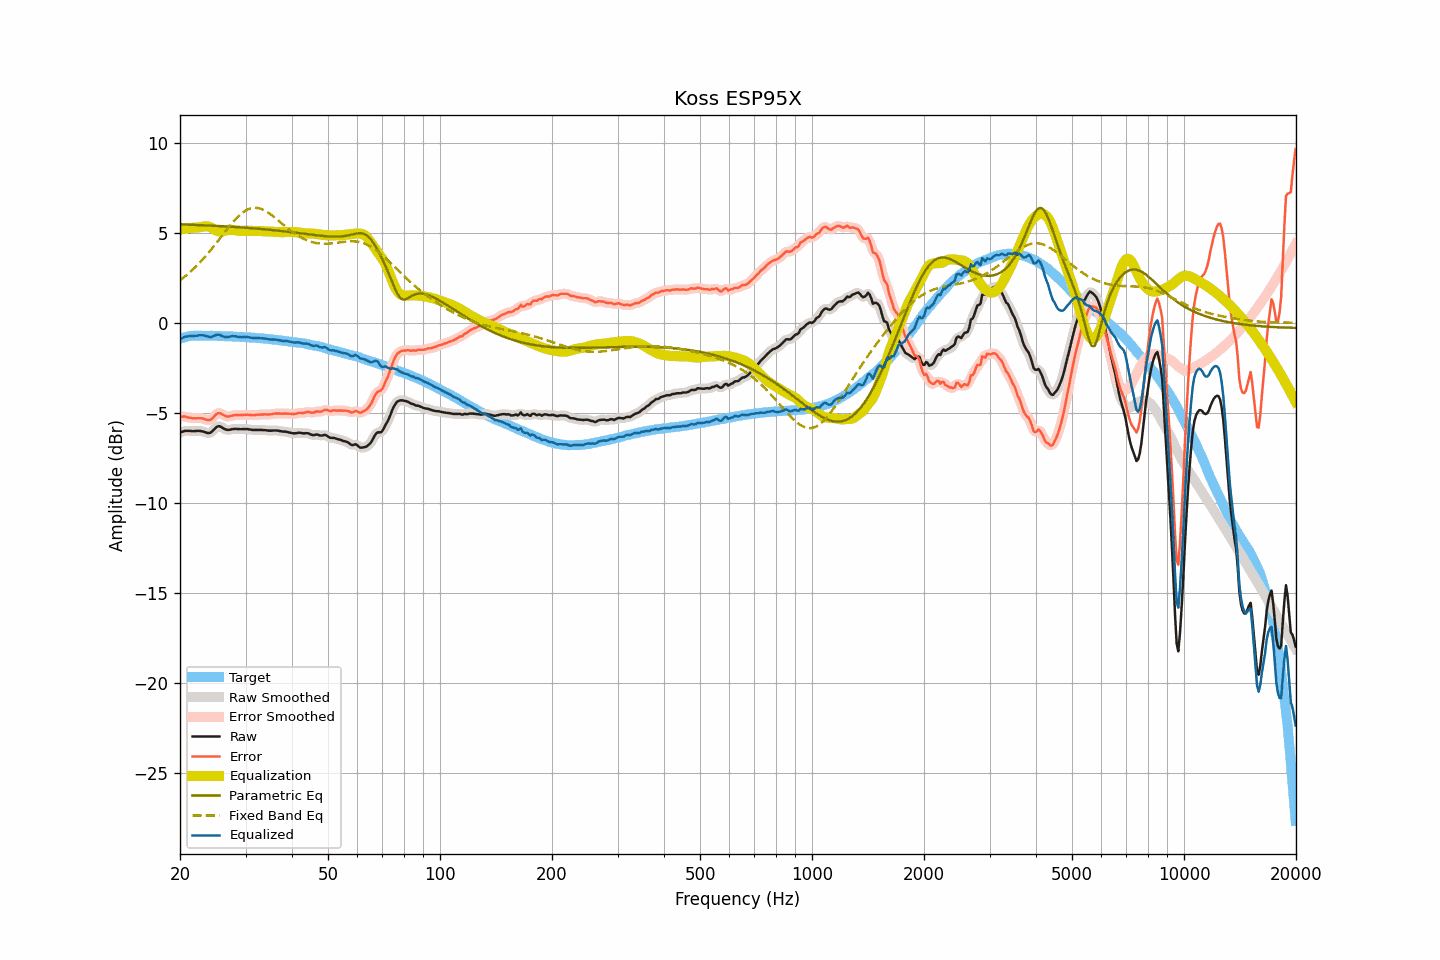 Koss ESP95X
10
5
0
−5
−10
−15
−20
−25
Amplitude (dBr)
Target
Raw Smoothed
Error Smoothed
Raw
Error
Equalization
Parametric Eq
Fixed Band Eq
Equalized
20 50 100 200 500 1000 2000 5000 10000 20000
Frequency (Hz)